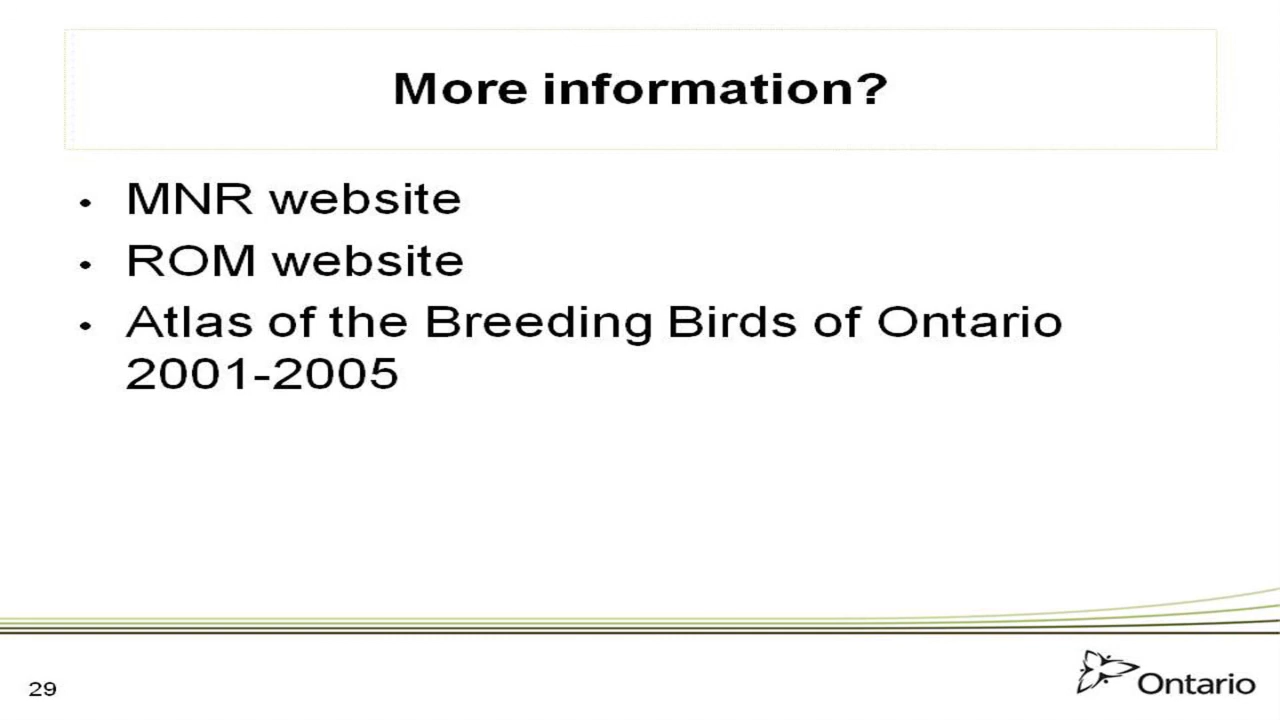 More information?
• MNR website
• ROM website
• Atlas of the Breeding Birds of Ontario
2001-2005
29
Ontario